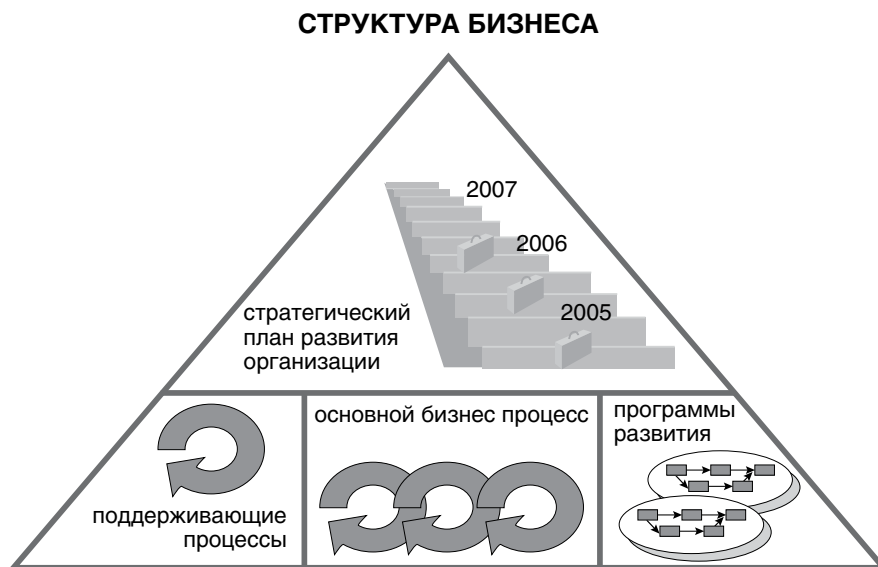 СТРУКТУРА БИЗНЕСА
2007
2006
2005
стратегический
план развития
организации
поддерживающие
процессы
основной бизнес процесс
программы
развития